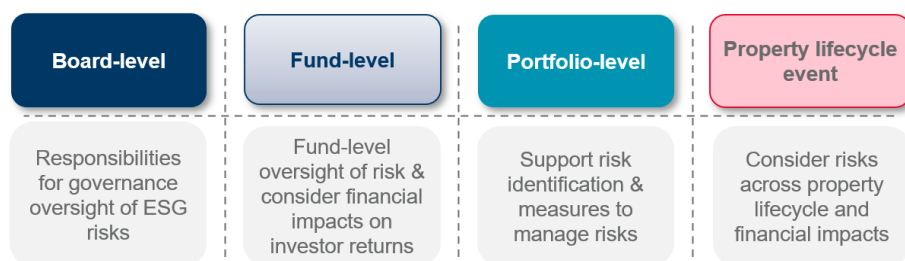 Board-level
Fund-level
Portfolio-level
Property lifecycle
event
Responsibilities
for governance
oversight of ESG
risks
Fund-level
oversight of risk &
consider financial
impacts on
investor returns
Support risk
identification &
measures to
manage risks
Consider risks
across property
lifecycle and
financial impacts